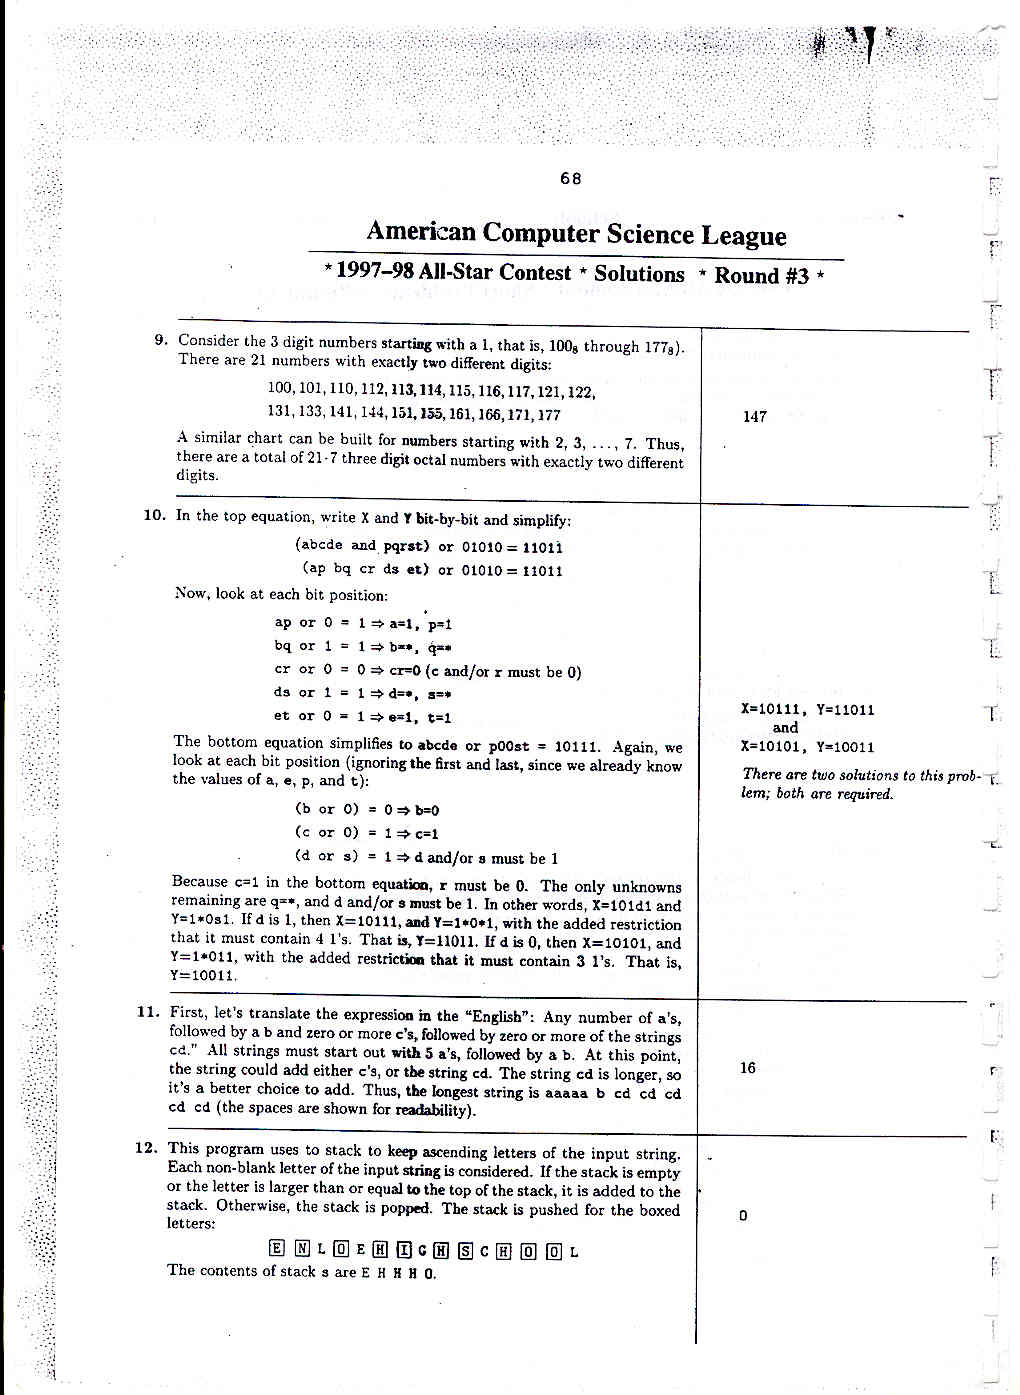 68
American Computer Science League
* 1997–98 All-Star Contest * Solutions * Round #3 *
9. Consider the 3 digit numbers starting with a 1, that is, 100₈ through 177₈).
There are 21 numbers with exactly two different digits:
100, 101, 110, 112, 113, 114, 115, 116, 117, 121, 122,
131, 133, 141, 144, 151, 155, 161, 166, 171, 177
A similar chart can be built for numbers starting with 2, 3, ..., 7. Thus,
there are a total of 21·7 three digit octal numbers with exactly two different
digits.
147
10. In the top equation, write X and Y bit-by-bit and simplify:
(abcde and pqrst) or 01010 = 11011
(ap bq cr ds et) or 01010 = 11011
Now, look at each bit position:
ap or 0 = 1 ⇒ a=1, p=1
bq or 1 = 1 ⇒ b=*, q=*
cr or 0 = 0 ⇒ cr=0 (c and/or r must be 0)
ds or 1 = 1 ⇒ d=*, s=*
et or 0 = 1 ⇒ e=1, t=1
The bottom equation simplifies to abcde or p00st = 10111. Again, we
look at each bit position (ignoring the first and last, since we already know
the values of a, e, p, and t):
(b or 0) = 0 ⇒ b=0
(c or 0) = 1 ⇒ c=1
(d or s) = 1 ⇒ d and/or s must be 1
Because c=1 in the bottom equation, r must be 0. The only unknowns
remaining are q=*, and d and/or s must be 1. In other words, X=101d1 and
Y=1*0s1. If d is 1, then X=10111, and Y=1*0*1, with the added restriction
that it must contain 4 1's. That is, Y=11011. If d is 0, then X=10101, and
Y=1*011, with the added restriction that it must contain 3 1's. That is,
Y=10011.
X=10111, Y=11011
and
X=10101, Y=10011
There are two solutions to this prob-
lem; both are required.
11. First, let's translate the expression in the "English": Any number of a's,
followed by a b and zero or more c's, followed by zero or more of the strings
cd." All strings must start out with 5 a's, followed by a b. At this point,
the string could add either c's, or the string cd. The string cd is longer, so
it's a better choice to add. Thus, the longest string is aaaaa b cd cd cd
cd cd (the spaces are shown for readability).
16
12. This program uses to stack to keep ascending letters of the input string.
Each non-blank letter of the input string is considered. If the stack is empty
or the letter is larger than or equal to the top of the stack, it is added to the
stack. Otherwise, the stack is popped. The stack is pushed for the boxed
letters:
E N L O E H I G H S C H O O L
The contents of stack s are E H H H O.
O